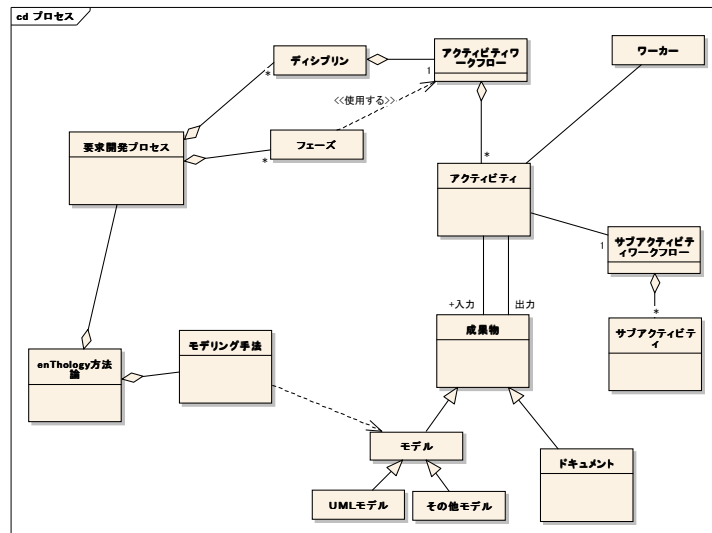 cd プロセス
ディシプリン
アクティビティワ
ークフロー
ワーカー
*
1
<<使用する>>
要求開発プロセス
フェーズ
*
*
アクティビティ
1
サブアクティビテ
ィワークフロー
+入力
出力
*
成果物
サブアクティビテ
ィ
enThology方法
論
モデリング手法
モデル
ドキュメント
UMLモデル
その他モデル